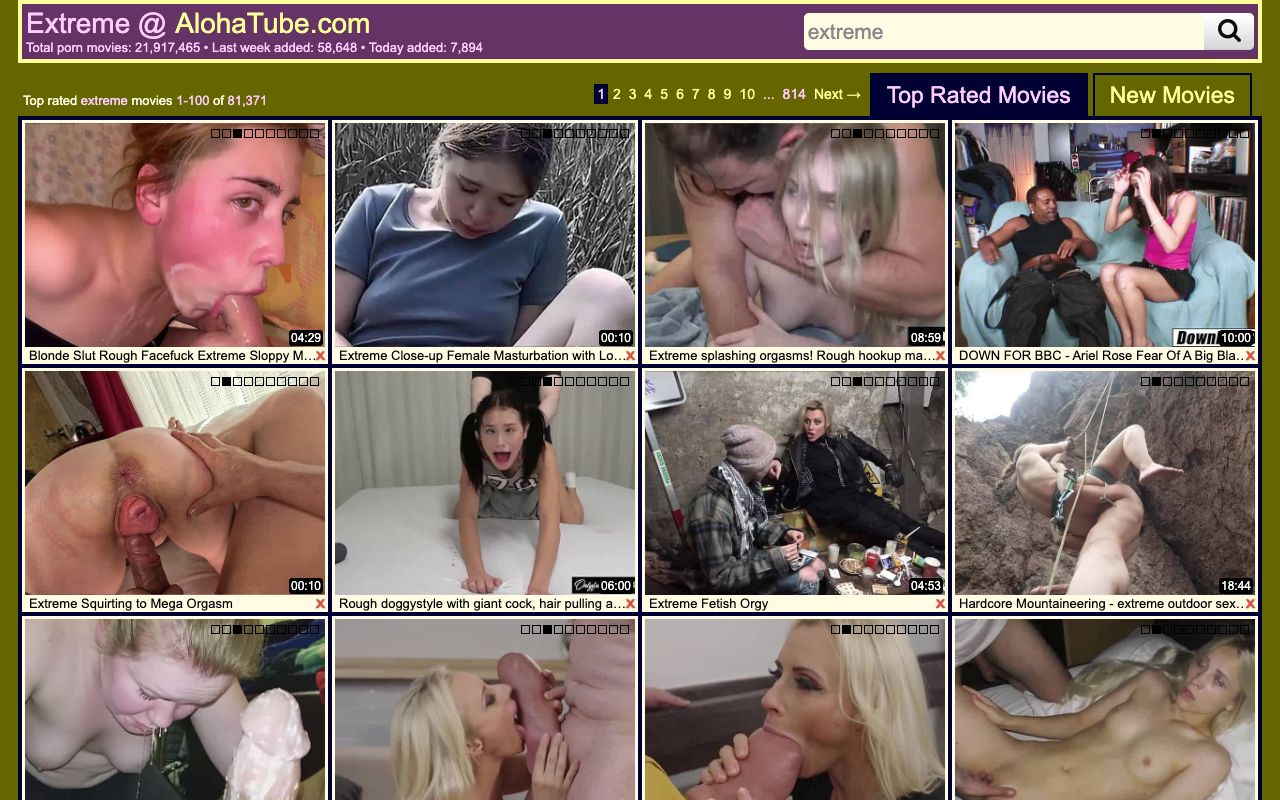 Extreme @ AlohaTube.com
Total porn movies: 21,917,465 • Last week added: 58,648 • Today added: 7,894
extreme
Top rated extreme movies 1-100 of 81,371
1 2 3 4 5 6 7 8 9 10 ... 814 Next →
Top Rated Movies
New Movies
04:29
00:10
08:59
Down
10:00
Blonde Slut Rough Facefuck Extreme Sloppy M... x
Extreme Close-up Female Masturbation with Lo... x
Extreme splashing orgasms! Rough hookup ma... x
DOWN FOR BBC - Ariel Rose Fear Of A Big Bla... x
00:10
06:00
04:53
18:44
Extreme Squirting to Mega Orgasm x
Rough doggystyle with giant cock, hair pulling a... x
Extreme Fetish Orgy x
Hardcore Mountaineering - extreme outdoor sex... x